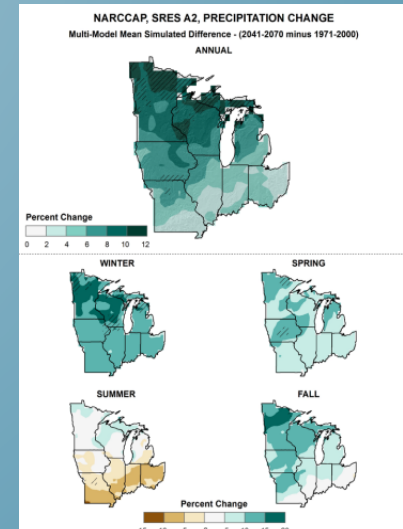 NARCCAP, SRES A2, PRECIPITATION CHANGE
Multi-Model Mean Simulated Difference - (2041-2070 minus 1971-2000)
ANNUAL
Percent Change
0 2 4 6 8 10 12
WINTER
SPRING
SUMMER
FALL
Percent Change